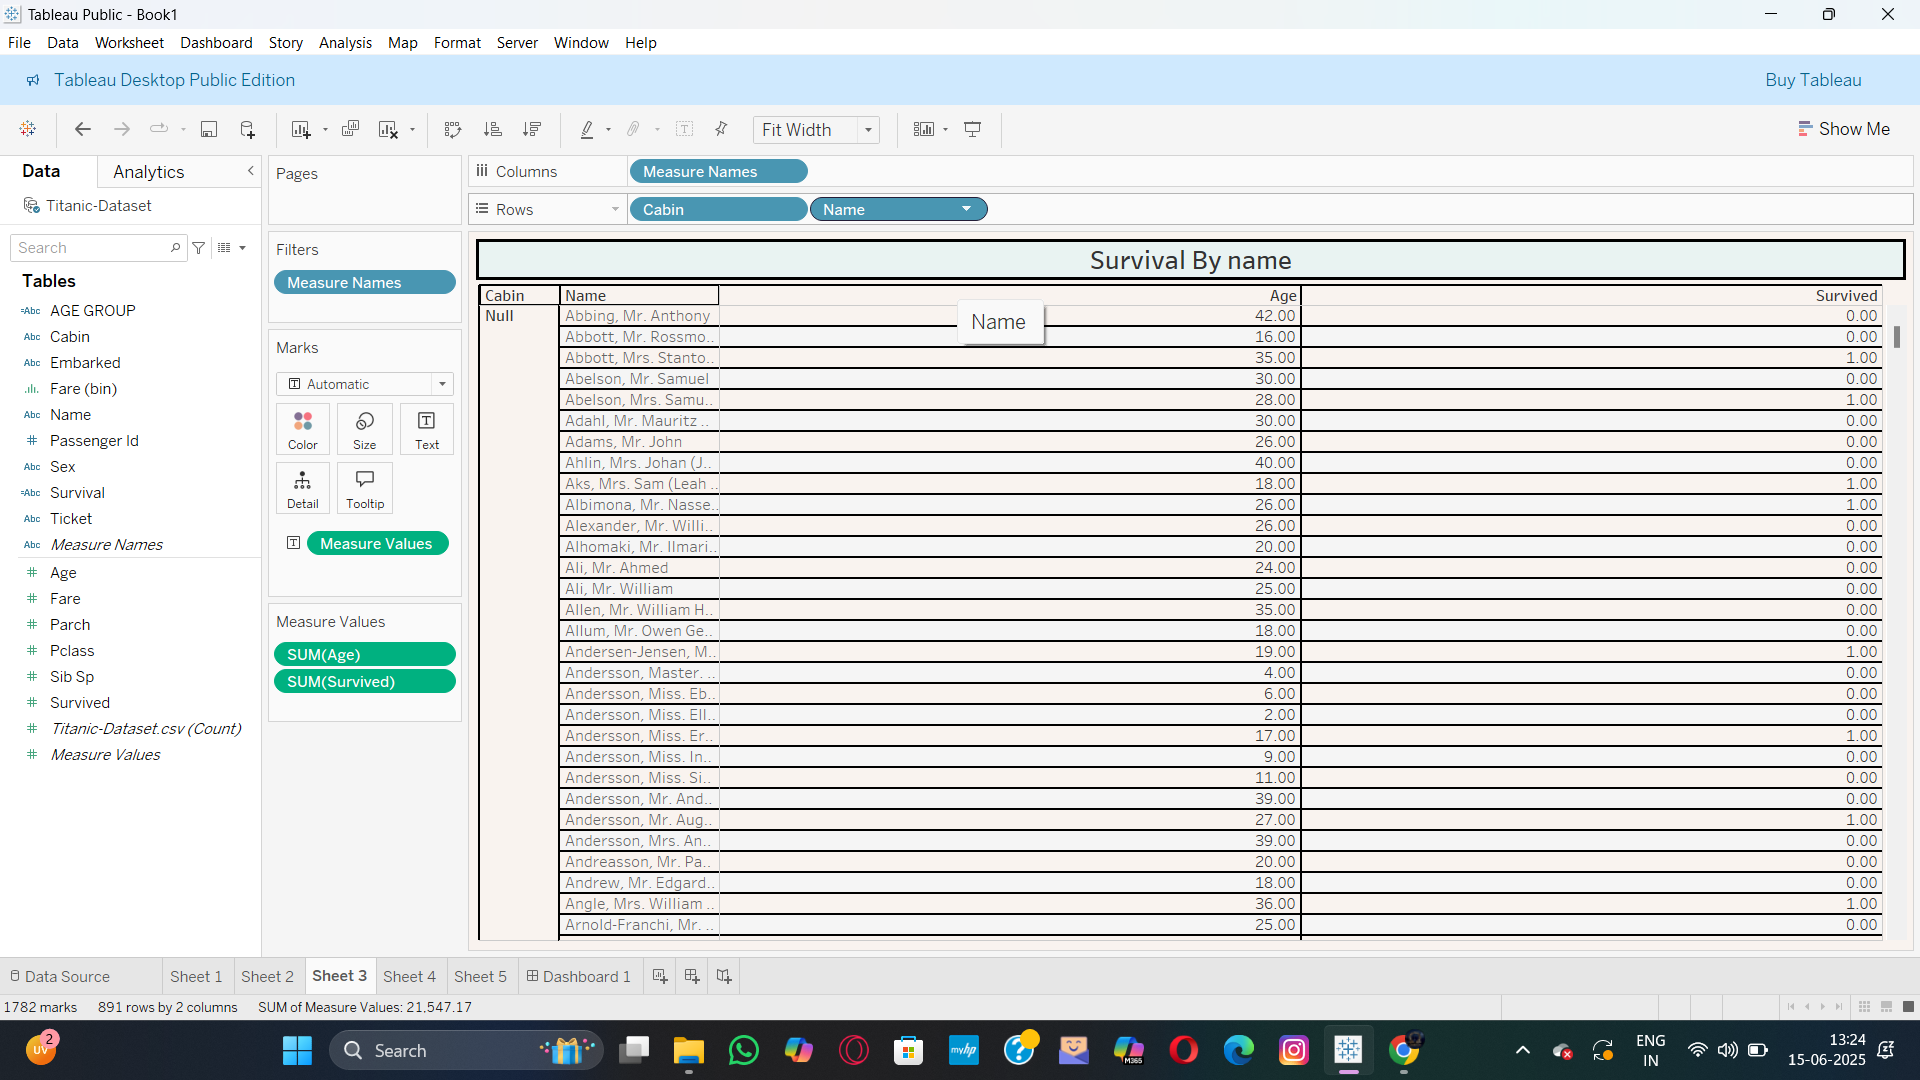 Tableau Public - Book1
File Data Worksheet Dashboard Story Analysis Map Format Server Window Help
Tableau Desktop Public Edition Buy Tableau
Fit Width Show Me
Data Analytics
Pages
Columns Measure Names
Titanic-Dataset
Rows Cabin Name
Search
Filters
Measure Names
Survival By name
Tables
Abc AGE GROUP
Abc Cabin
Abc Embarked
Fare (bin)
Abc Name
# Passenger Id
Abc Sex
Abc Survival
Abc Ticket
Abc Measure Names
# Age
# Fare
# Parch
# Pclass
# Sib Sp
# Survived
# Titanic-Dataset.csv (Count)
# Measure Values
Marks
Automatic
Color Size Text
Detail Tooltip
Measure Values
Measure Values
SUM(Age)
SUM(Survived)
Cabin Name Age Survived
Name
Null Abbing, Mr. Anthony 42.00 0.00
Abbott, Mr. Rossmo.. 16.00 0.00
Abbott, Mrs. Stanto.. 35.00 1.00
Abelson, Mr. Samuel 30.00 0.00
Abelson, Mrs. Samu.. 28.00 1.00
Adahl, Mr. Mauritz .. 30.00 0.00
Adams, Mr. John 26.00 0.00
Ahlin, Mrs. Johan (J.. 40.00 0.00
Aks, Mrs. Sam (Leah .. 18.00 1.00
Albimona, Mr. Nasse.. 26.00 1.00
Alexander, Mr. Willi.. 26.00 0.00
Alhomaki, Mr. Ilmari.. 20.00 0.00
Ali, Mr. Ahmed 24.00 0.00
Ali, Mr. William 25.00 0.00
Allen, Mr. William H.. 35.00 0.00
Allum, Mr. Owen Ge.. 18.00 0.00
Andersen-Jensen, M.. 19.00 1.00
Andersson, Master. .. 4.00 0.00
Andersson, Miss. Eb.. 6.00 0.00
Andersson, Miss. Ell.. 2.00 0.00
Andersson, Miss. Er.. 17.00 1.00
Andersson, Miss. In.. 9.00 0.00
Andersson, Miss. Si.. 11.00 0.00
Andersson, Mr. And.. 39.00 0.00
Andersson, Mr. Aug.. 27.00 1.00
Andersson, Mrs. An.. 39.00 0.00
Andreasson, Mr. Pa.. 20.00 0.00
Andrew, Mr. Edgard.. 18.00 0.00
Angle, Mrs. William .. 36.00 1.00
Arnold-Franchi, Mr. .. 25.00 0.00
Data Source Sheet 1 Sheet 2 Sheet 3 Sheet 4 Sheet 5 Dashboard 1
1782 marks 891 rows by 2 columns SUM of Measure Values: 21,547.17
UV 2 Search myhp M365 ENG IN 13:24
15-06-2025